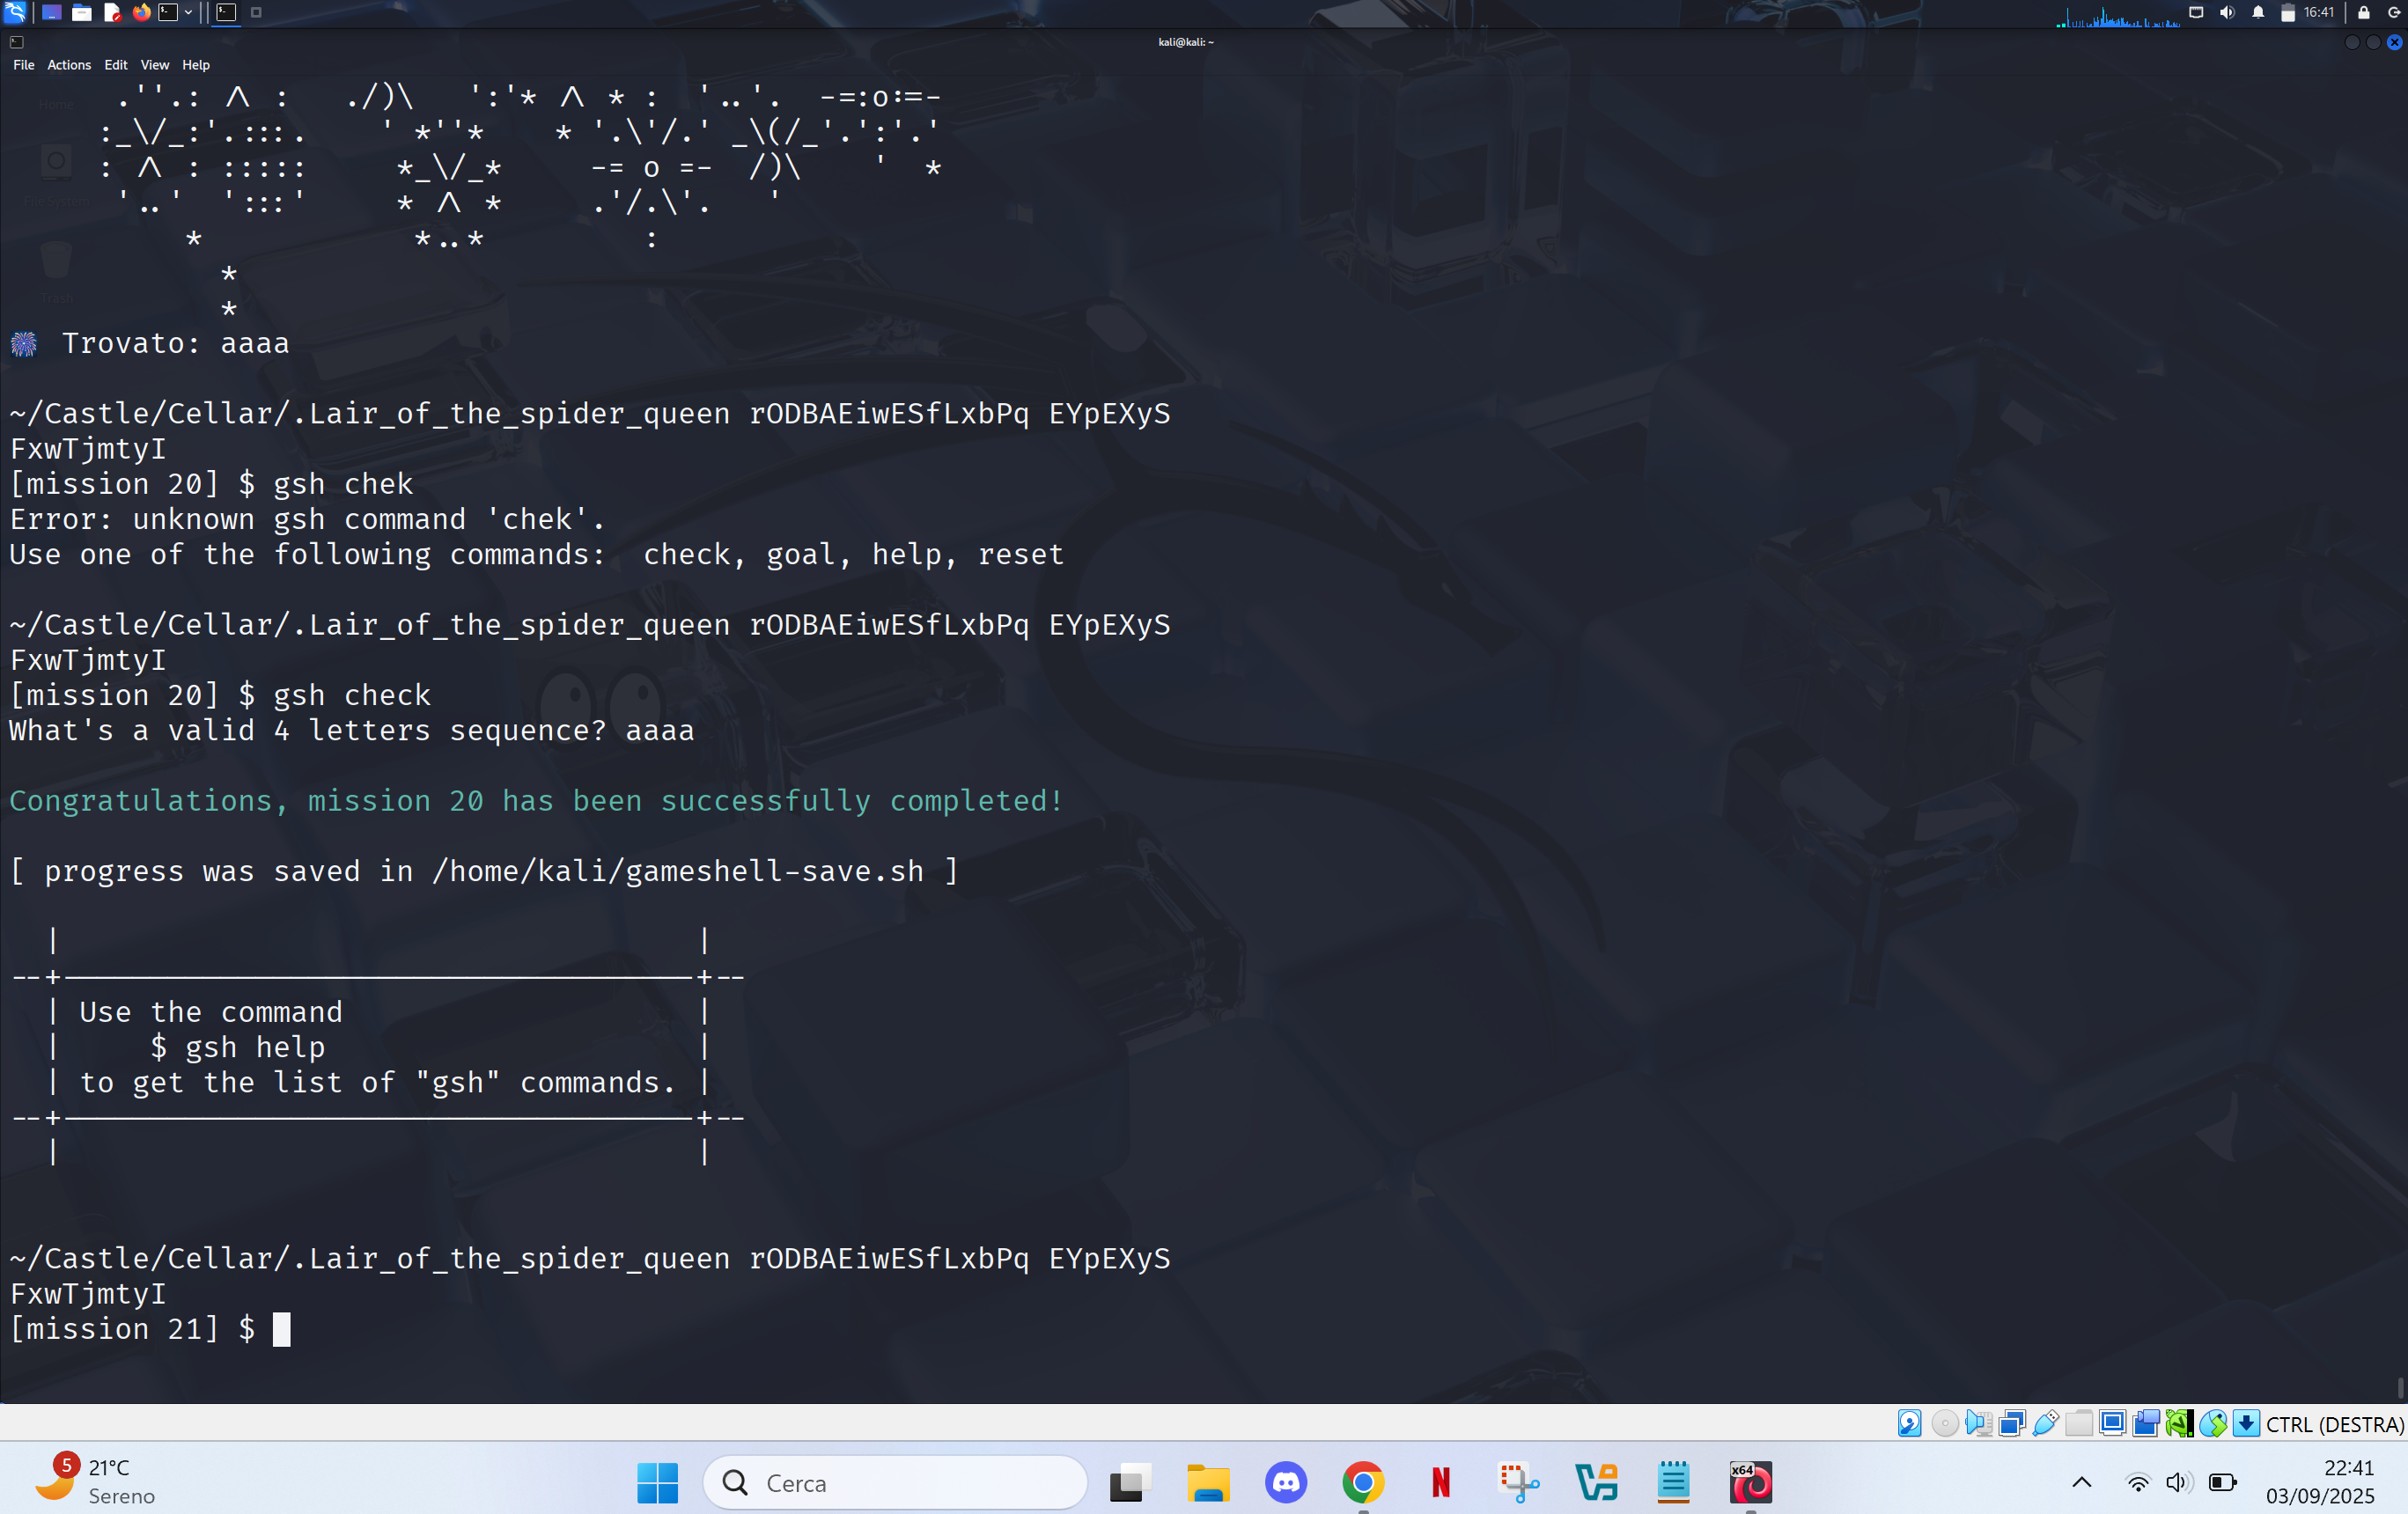 16:41
kali@kali: ~
File Actions Edit View Help
Home
File System
Trash
.''.: /\ :   ./)\   ':'* /\ * :  '..'.  -=:o:=-
:_\/_:'.:::.    ' *''*    * '.\'/.' _\(/_'.':'.'
: /\ : :::::     *_\/_*     -= o =-  /)\    '  *
'..'  ':::'     * /\ *     .'/.\'.   '
*            *..*         :
*
*
Trovato: aaaa
~/Castle/Cellar/.Lair_of_the_spider_queen rODBAEiwESfLxbPq EYpEXyS
FxwTjmtyI
[mission 20] $ gsh chek
Error: unknown gsh command 'chek'.
Use one of the following commands:  check, goal, help, reset
~/Castle/Cellar/.Lair_of_the_spider_queen rODBAEiwESfLxbPq EYpEXyS
FxwTjmtyI
[mission 20] $ gsh check
What's a valid 4 letters sequence? aaaa
Congratulations, mission 20 has been successfully completed!
[ progress was saved in /home/kali/gameshell-save.sh ]
Use the command
$ gsh help
to get the list of "gsh" commands.
~/Castle/Cellar/.Lair_of_the_spider_queen rODBAEiwESfLxbPq EYpEXyS
FxwTjmtyI
[mission 21] $
CTRL (DESTRA)
5
21°C
Sereno
Cerca
x64
22:41
03/09/2025